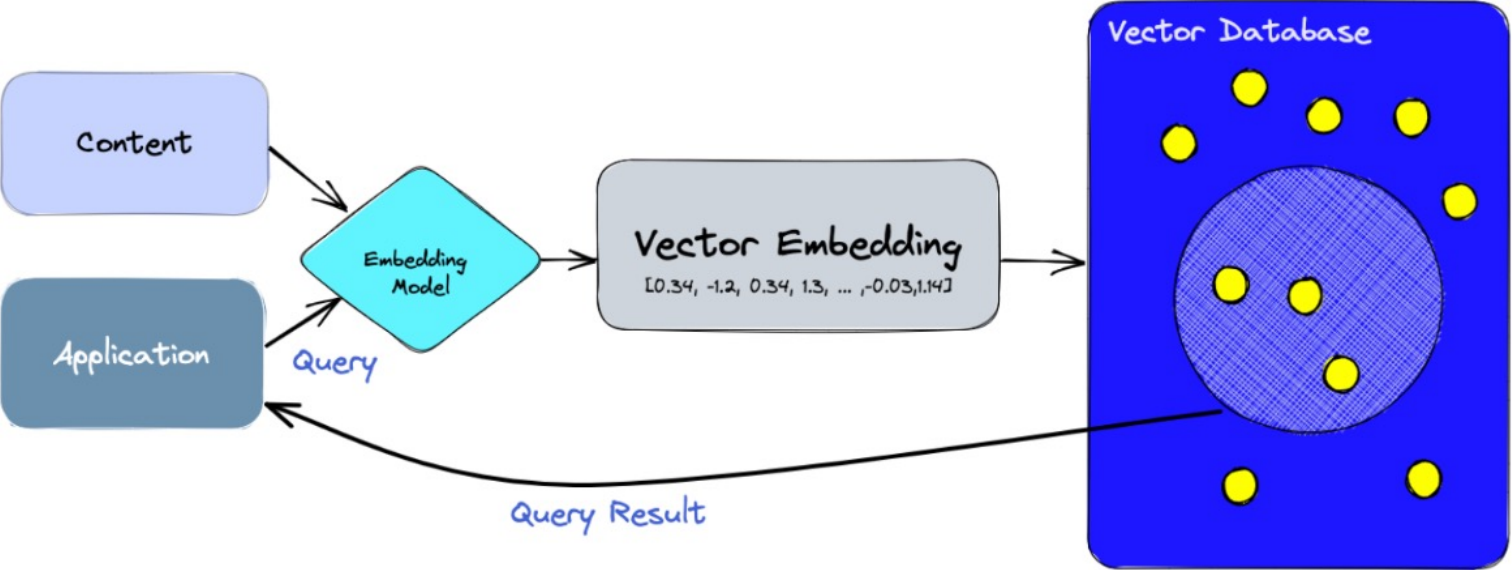 Vector Database
Content
Embedding
Model
Vector Embedding
[0.34, -1.2, 0.34, 1.3, ... ,-0.03,1.14]
Application
Query
Query Result